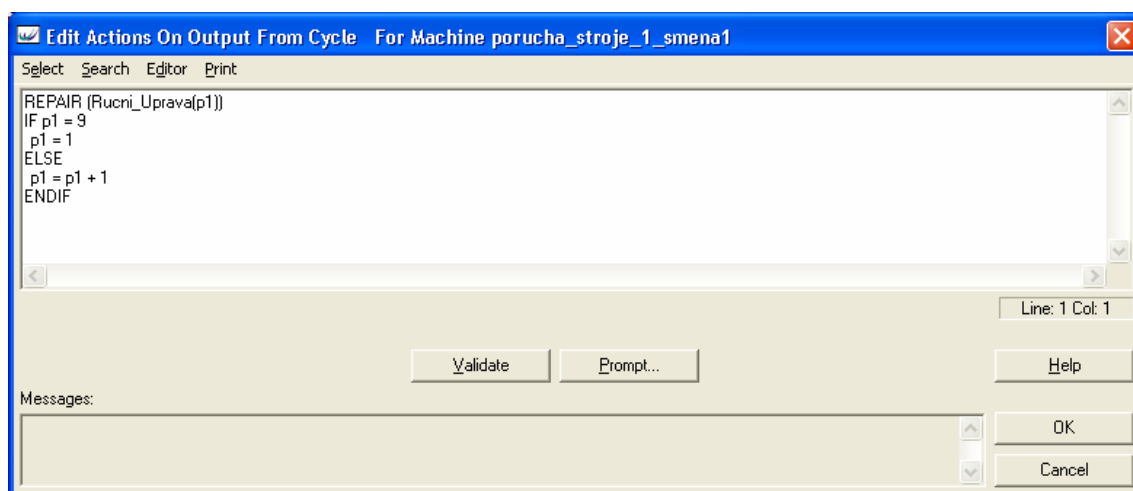 Edit Actions On Output From Cycle   For Machine porucha_stroje_1_smena1
Select Search Editor Print
REPAIR (Rucni_Uprava(p1))
IF p1 = 9
 p1 = 1
ELSE
 p1 = p1 + 1
ENDIF
Line: 1 Col: 1
Validate Prompt... Help
Messages:
OK
Cancel